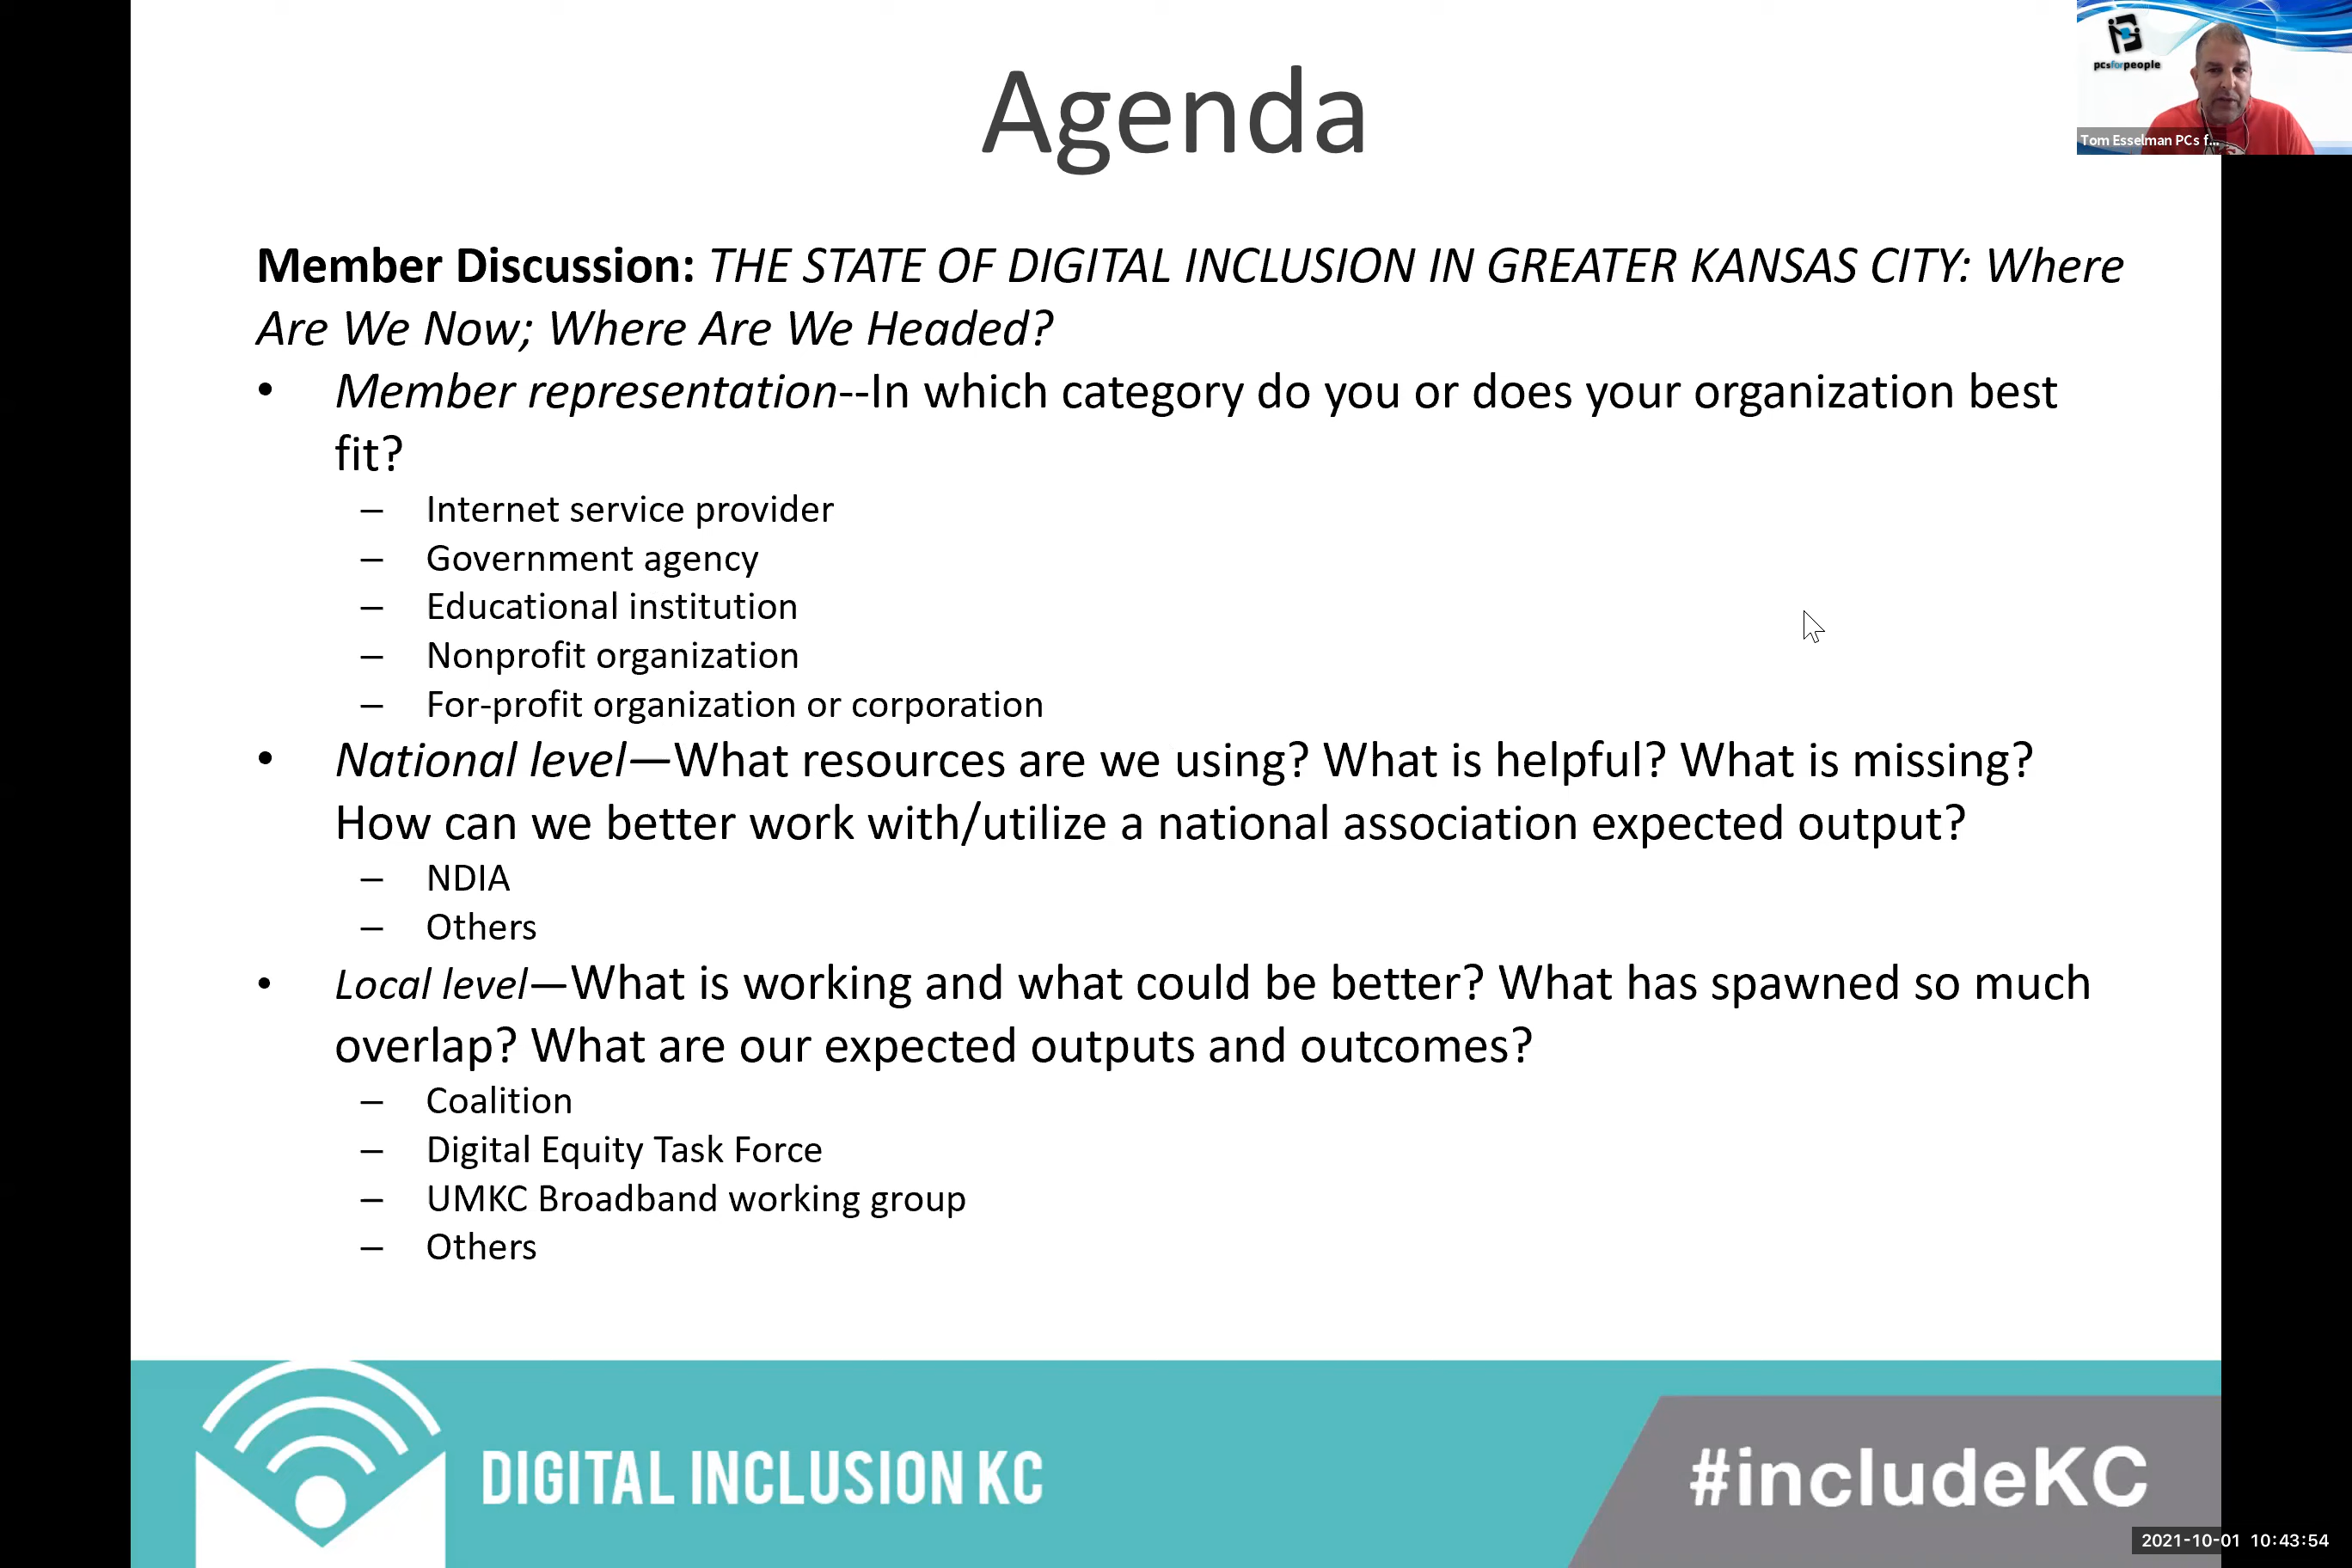 Agenda
pcsforpeople
Tom Esselman PCs f...
Member Discussion: THE STATE OF DIGITAL INCLUSION IN GREATER KANSAS CITY: Where
Are We Now; Where Are We Headed?
• Member representation--In which category do you or does your organization best
fit?
– Internet service provider
– Government agency
– Educational institution
– Nonprofit organization
– For-profit organization or corporation
• National level—What resources are we using? What is helpful? What is missing?
How can we better work with/utilize a national association expected output?
– NDIA
– Others
• Local level—What is working and what could be better? What has spawned so much
overlap? What are our expected outputs and outcomes?
– Coalition
– Digital Equity Task Force
– UMKC Broadband working group
– Others
DIGITAL INCLUSION KC
#includeKC
2021-10-01 10:43:54